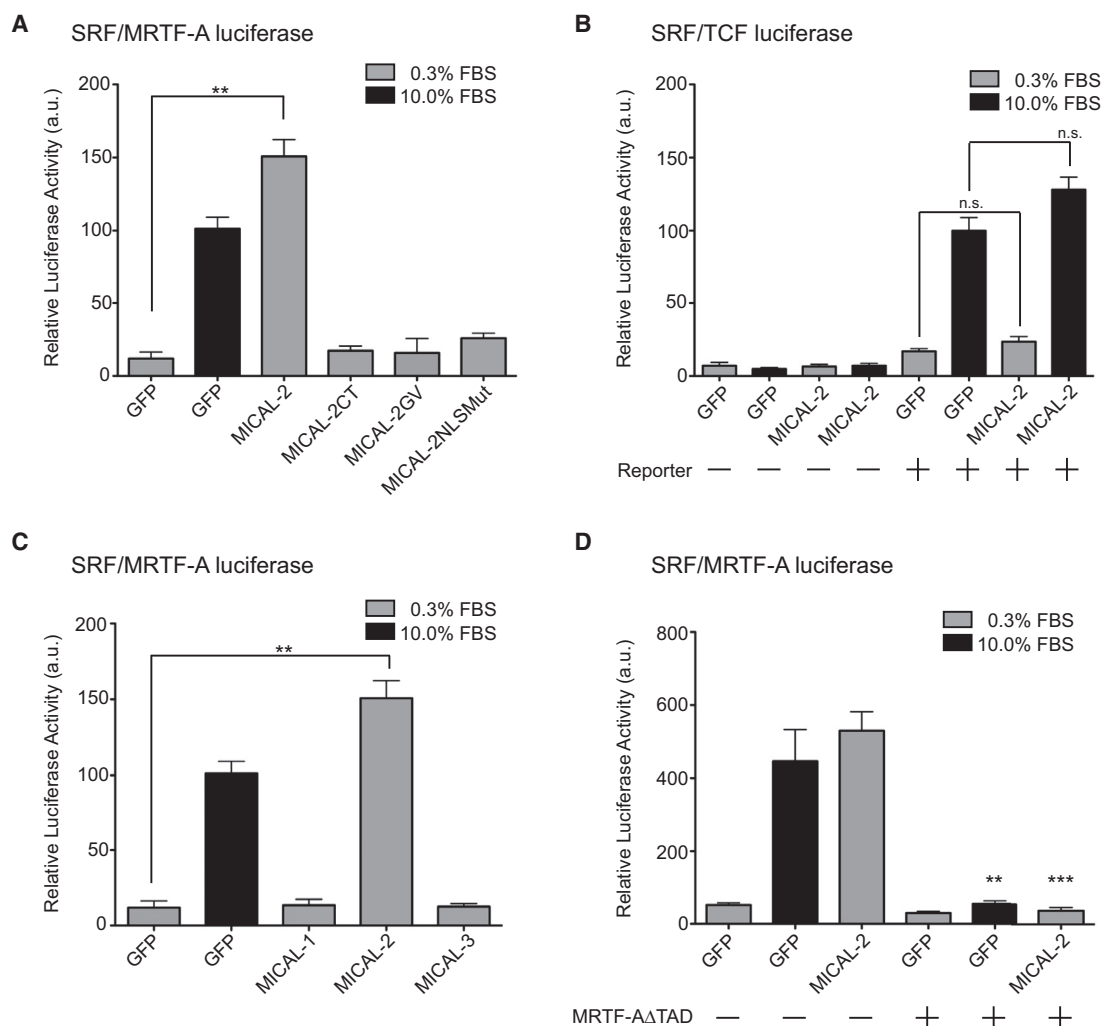 A
SRF/MRTF-A luciferase
0.3% FBS
10.0% FBS
Relative Luciferase Activity (a.u.)
200
150
100
50
0
**
GFP
GFP
MICAL-2
MICAL-2CT
MICAL-2GV
MICAL-2NLSMut
B
SRF/TCF luciferase
0.3% FBS
10.0% FBS
Relative Luciferase Activity (a.u.)
200
150
100
50
0
n.s.
n.s.
GFP
GFP
MICAL-2
MICAL-2
GFP
GFP
MICAL-2
MICAL-2
Reporter — — — — + + + +
C
SRF/MRTF-A luciferase
0.3% FBS
10.0% FBS
Relative Luciferase Activity (a.u.)
200
150
100
50
0
**
GFP
GFP
MICAL-1
MICAL-2
MICAL-3
D
SRF/MRTF-A luciferase
0.3% FBS
10.0% FBS
Relative Luciferase Activity (a.u.)
800
600
400
200
0
** ***
GFP
GFP
MICAL-2
GFP
GFP
MICAL-2
MRTF-AΔTAD — — — + + +